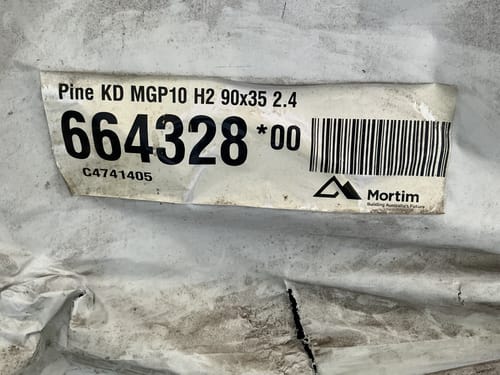 Pine KD MGP10 H2 90x35 2.4
664328 *00
C4741405
Mortim
Building Australia's Future